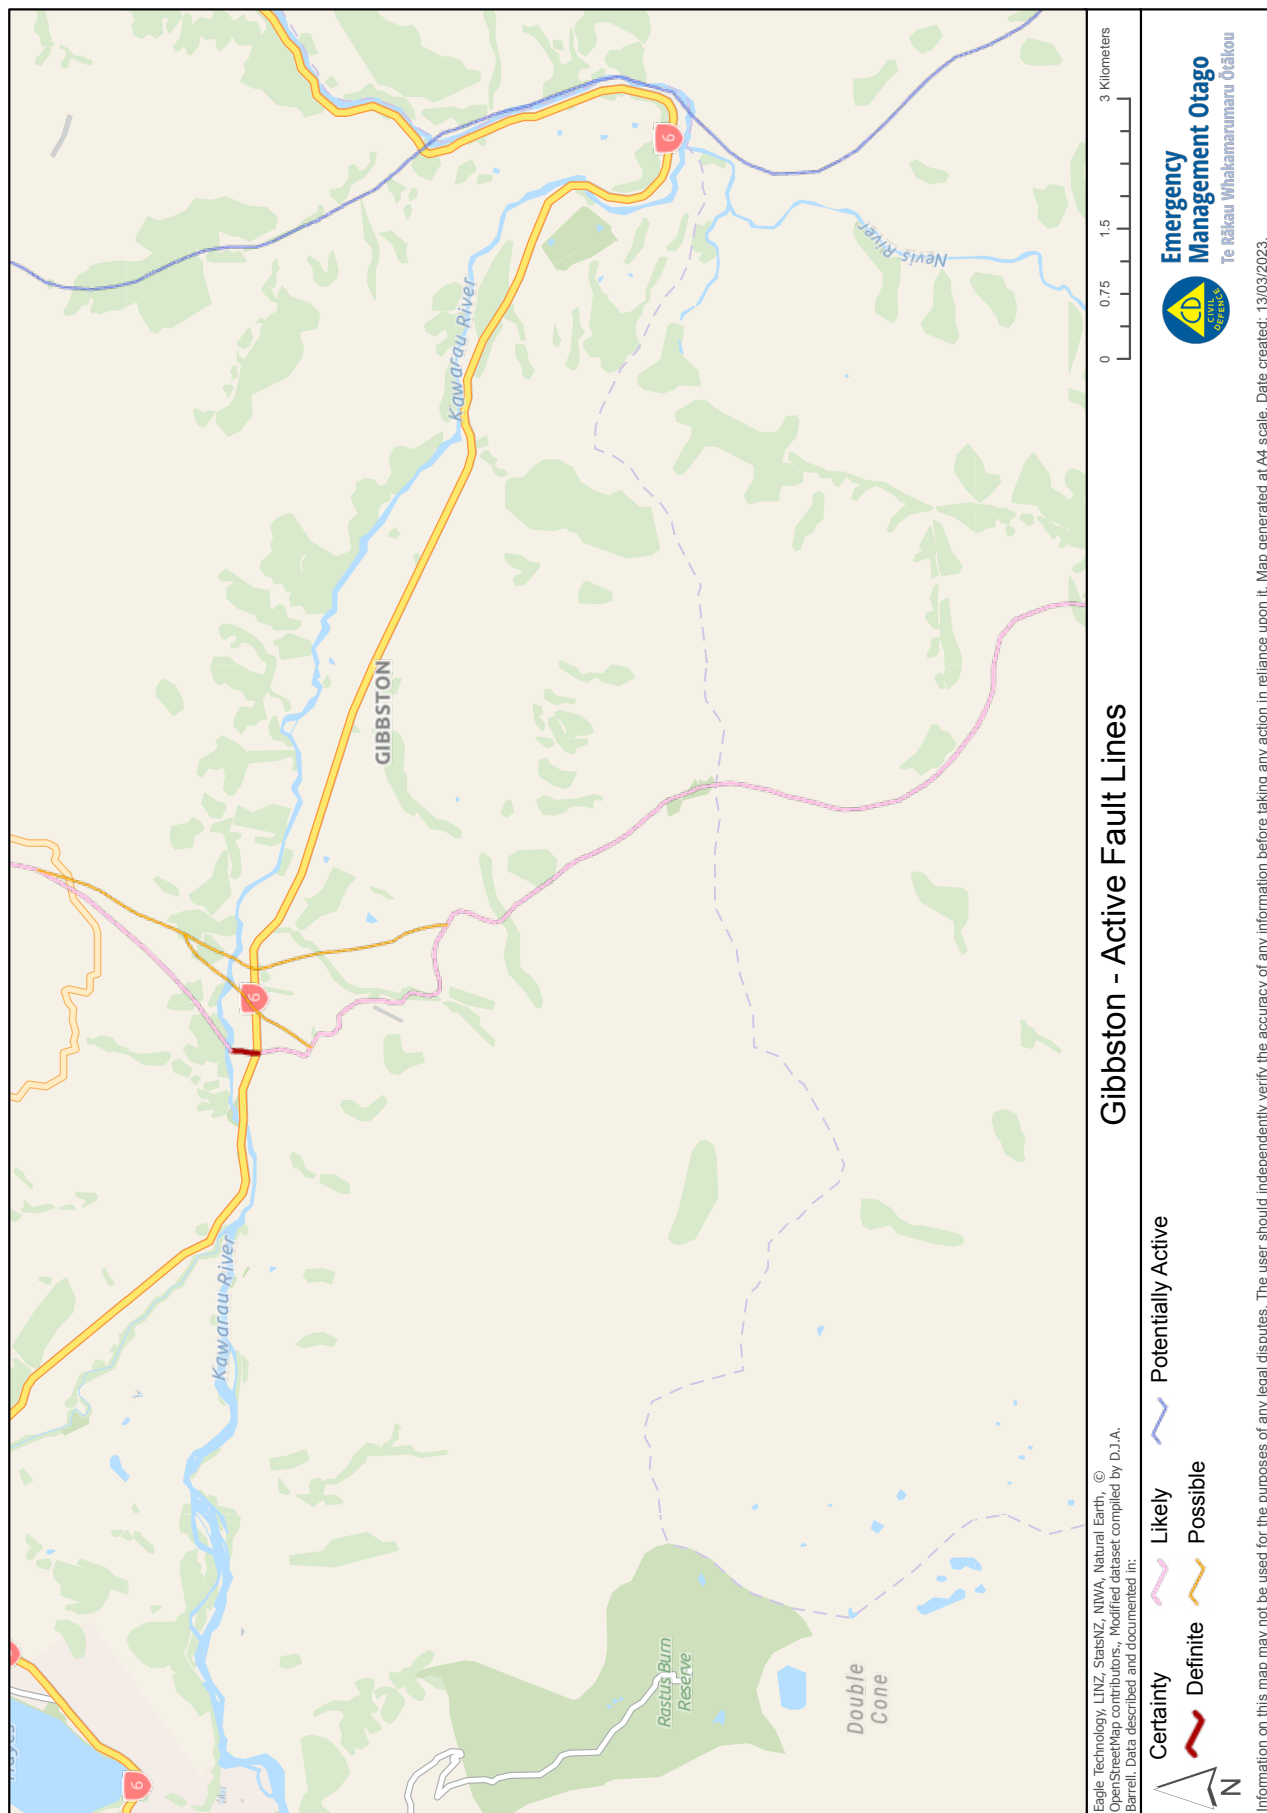 Hayes
6
6
6
Kawarau River
Kawarau River
GIBBSTON
Nevis River
Rastus Burn
Reserve
Double
Cone
Eagle Technology, LINZ, StatsNZ, NIWA, Natural Earth, ©
OpenStreetMap contributors., Modified dataset compiled by D.J.A.
Barrell. Data described and documented in:
Gibbston - Active Fault Lines
0 0.75 1.5 3 Kilometers
N
Certainty
Definite
Likely
Possible
Potentially Active
CD
CIVIL
DEFENCE
Emergency
Management Otago
Te Rākau Whakamarumaru Ōtākou
Information on this map may not be used for the purposes of any legal disputes. The user should independently verify the accuracy of any information before taking any action in reliance upon it. Map generated at A4 scale. Date created: 13/03/2023.